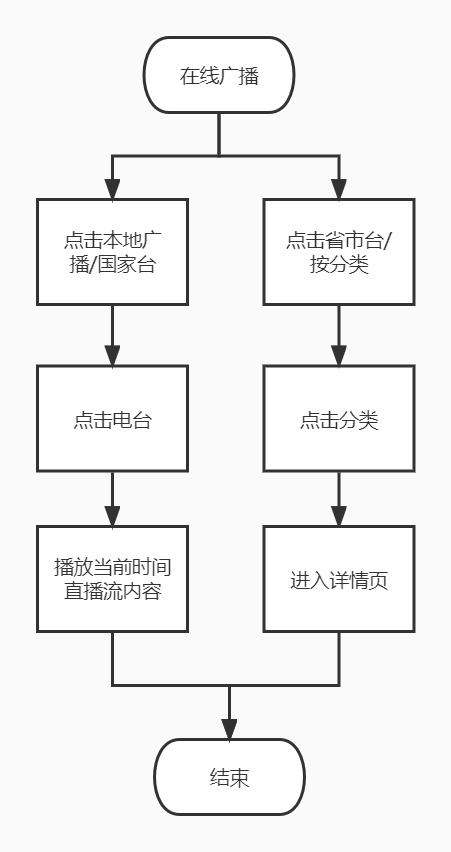 在线广播
点击本地广
播/国家台
点击省市台/
按分类
点击电台
点击分类
播放当前时间
直播流内容
进入详情页
结束